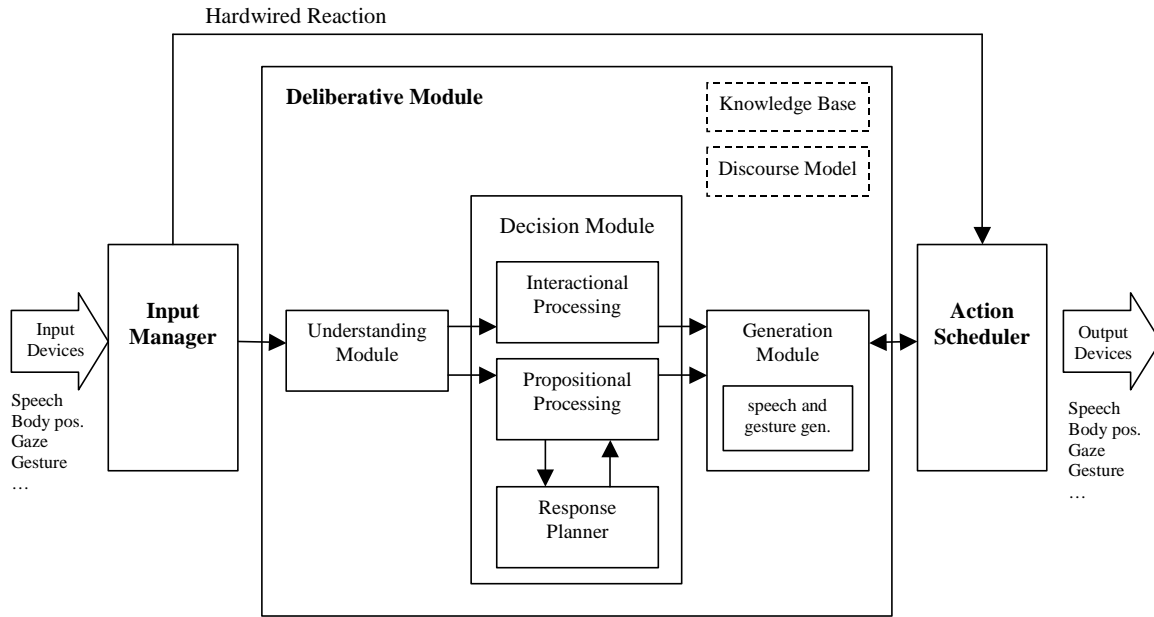 Hardwired Reaction
Deliberative Module
Knowledge Base
Discourse Model
Decision Module
Interactional
Processing
Propositional
Processing
Response
Planner
Input
Devices
Speech
Body pos.
Gaze
Gesture
…
Input
Manager
Understanding
Module
Generation
Module
speech and
gesture gen.
Action
Scheduler
Output
Devices
Speech
Body pos.
Gaze
Gesture
…